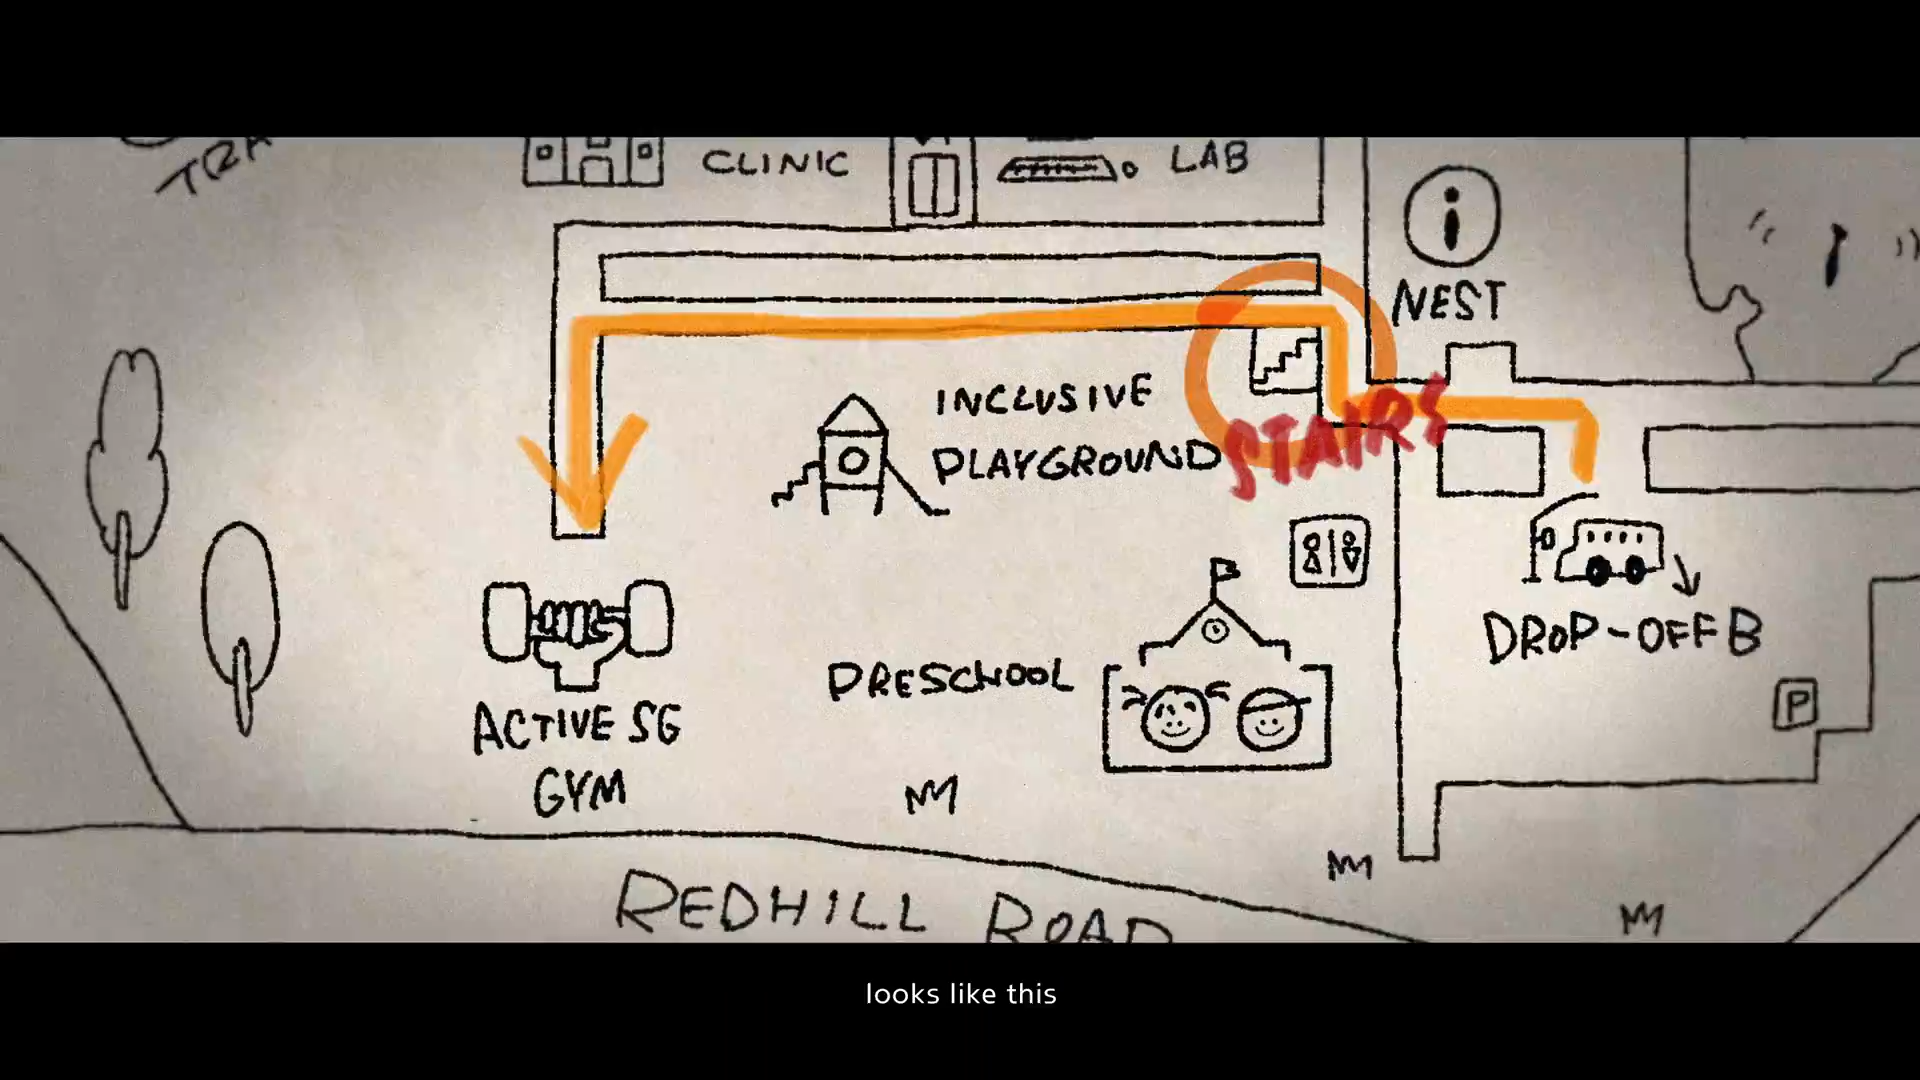 CLINIC
LAB
NEST
INCLUSIVE
PLAYGROUND
STAIRS
DROP-OFF B
PRESCHOOL
P
ACTIVE SG
GYM
REDHILL ROAD
looks like this